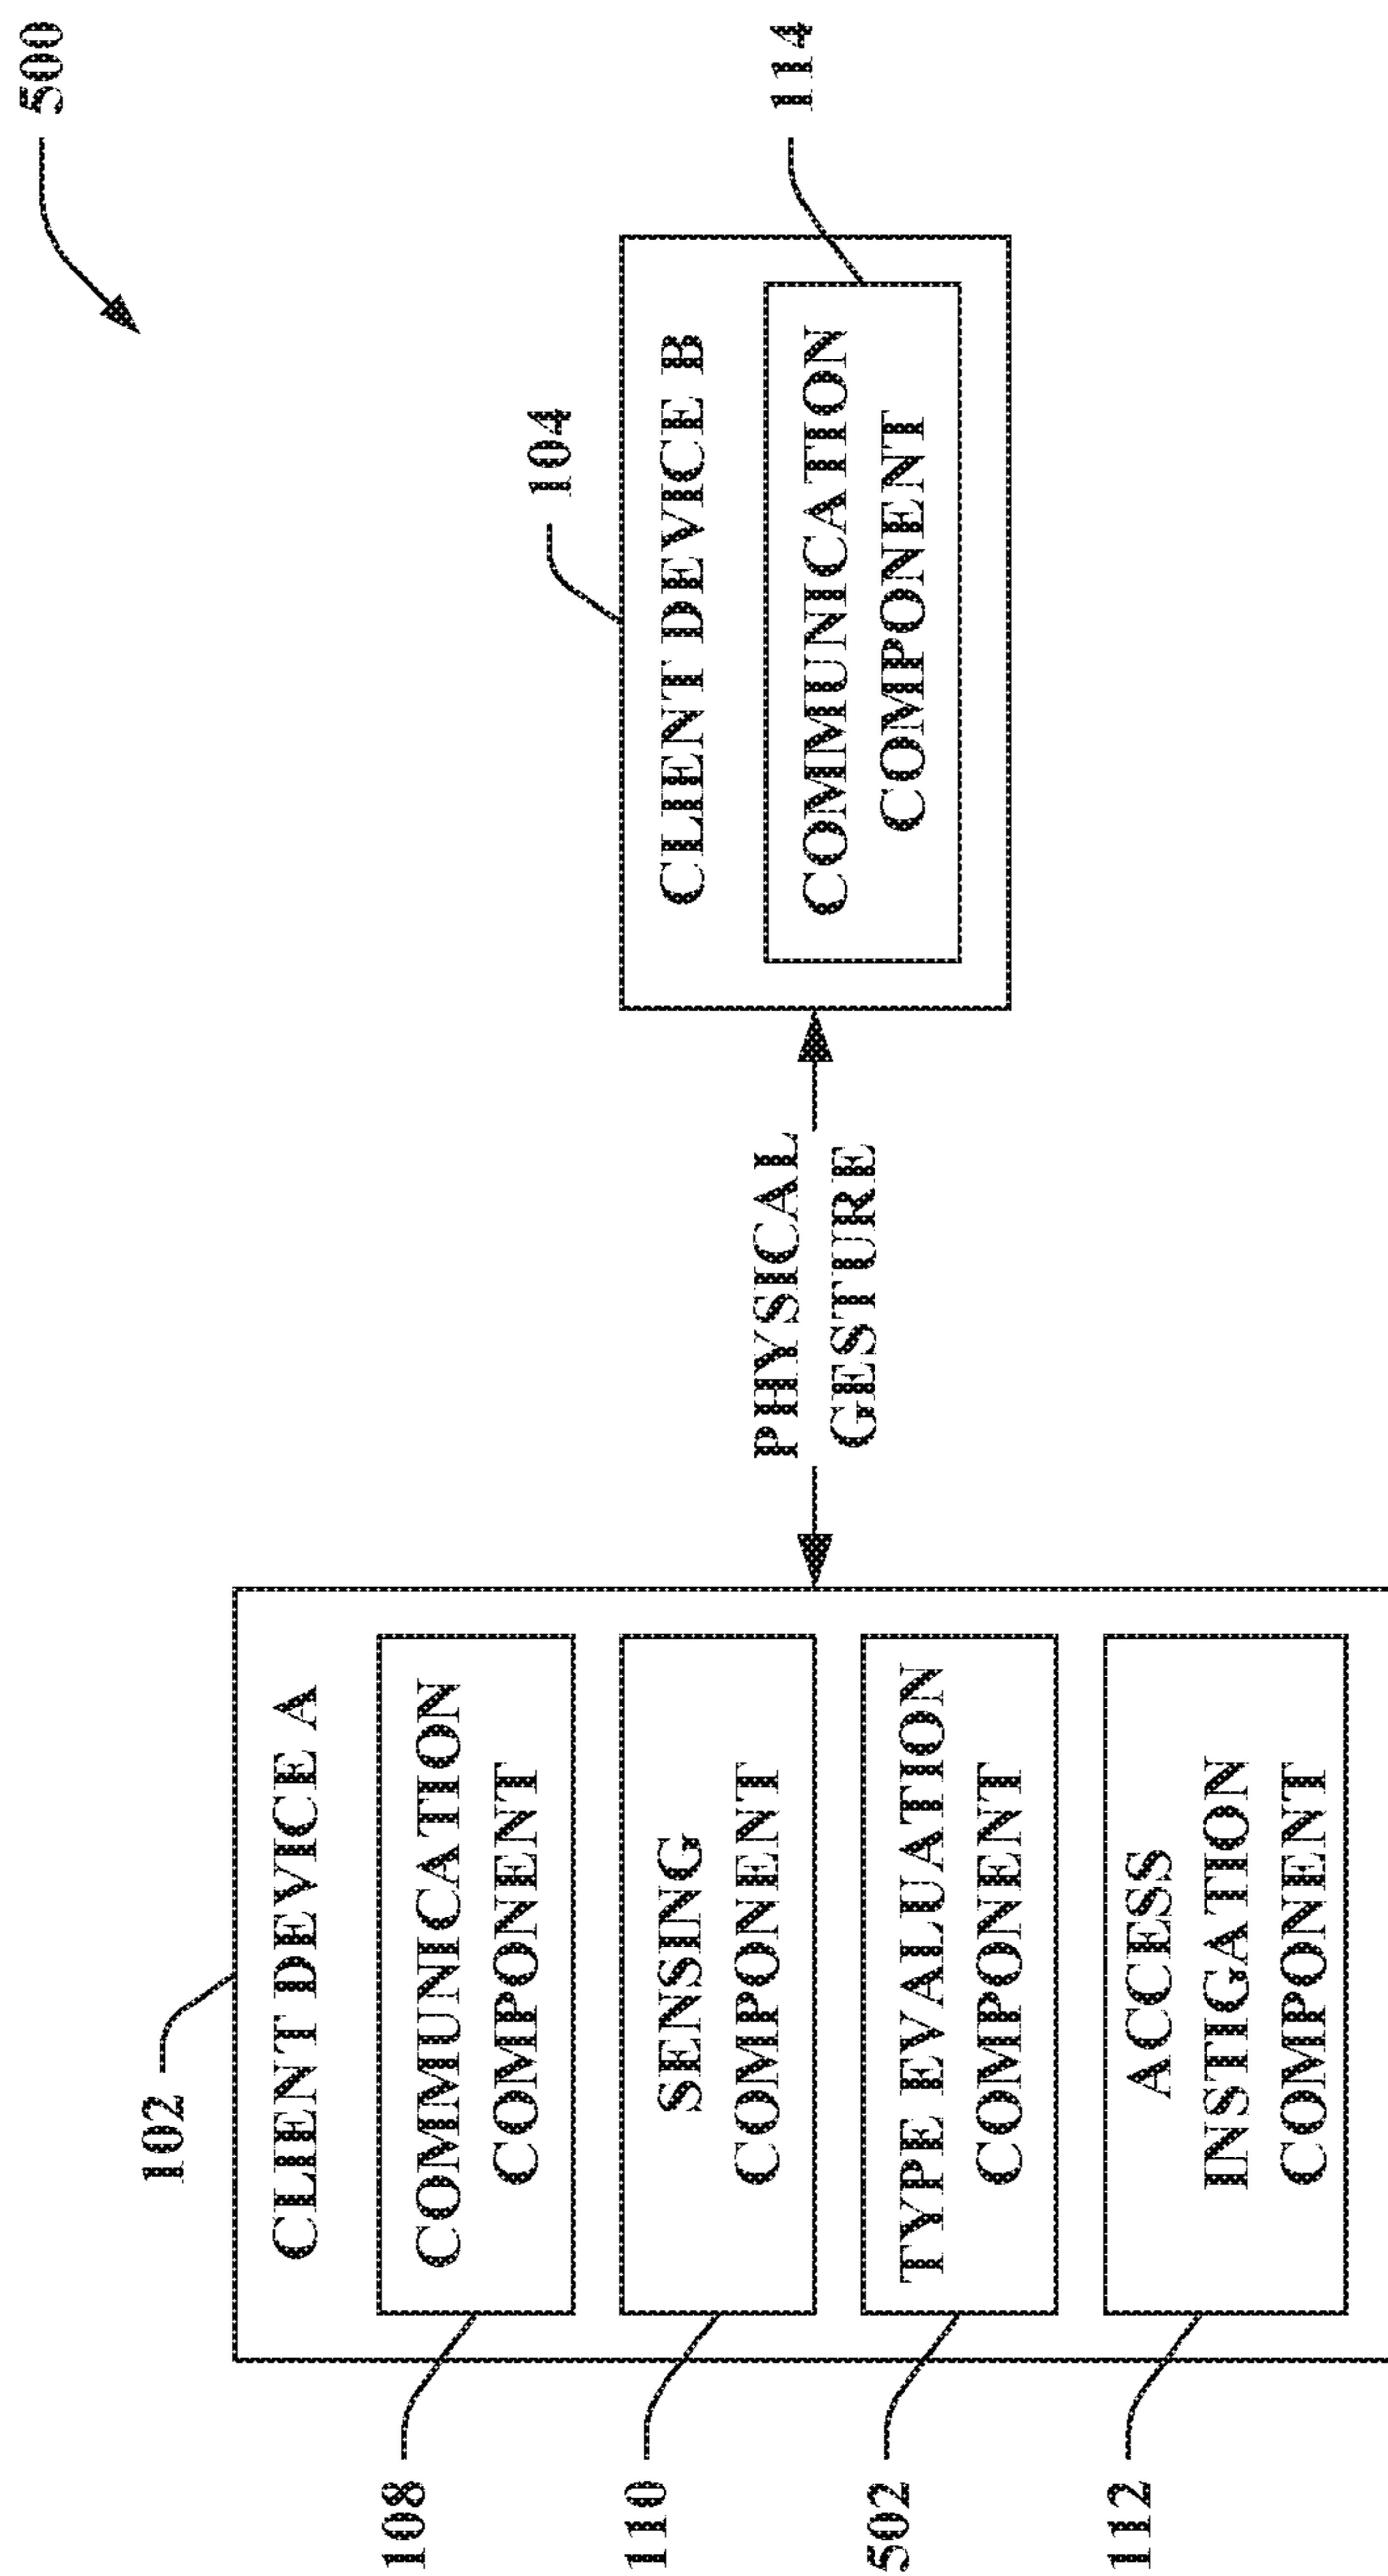 500
102
CLIENT DEVICE A
108
COMMUNICATION
COMPONENT
110
SENSING
COMPONENT
502
TYPE EVALUATION
COMPONENT
112
ACCESS
INSTIGATION
COMPONENT
PHYSICAL
GESTURE
104
CLIENT DEVICE B
114
COMMUNICATION
COMPONENT